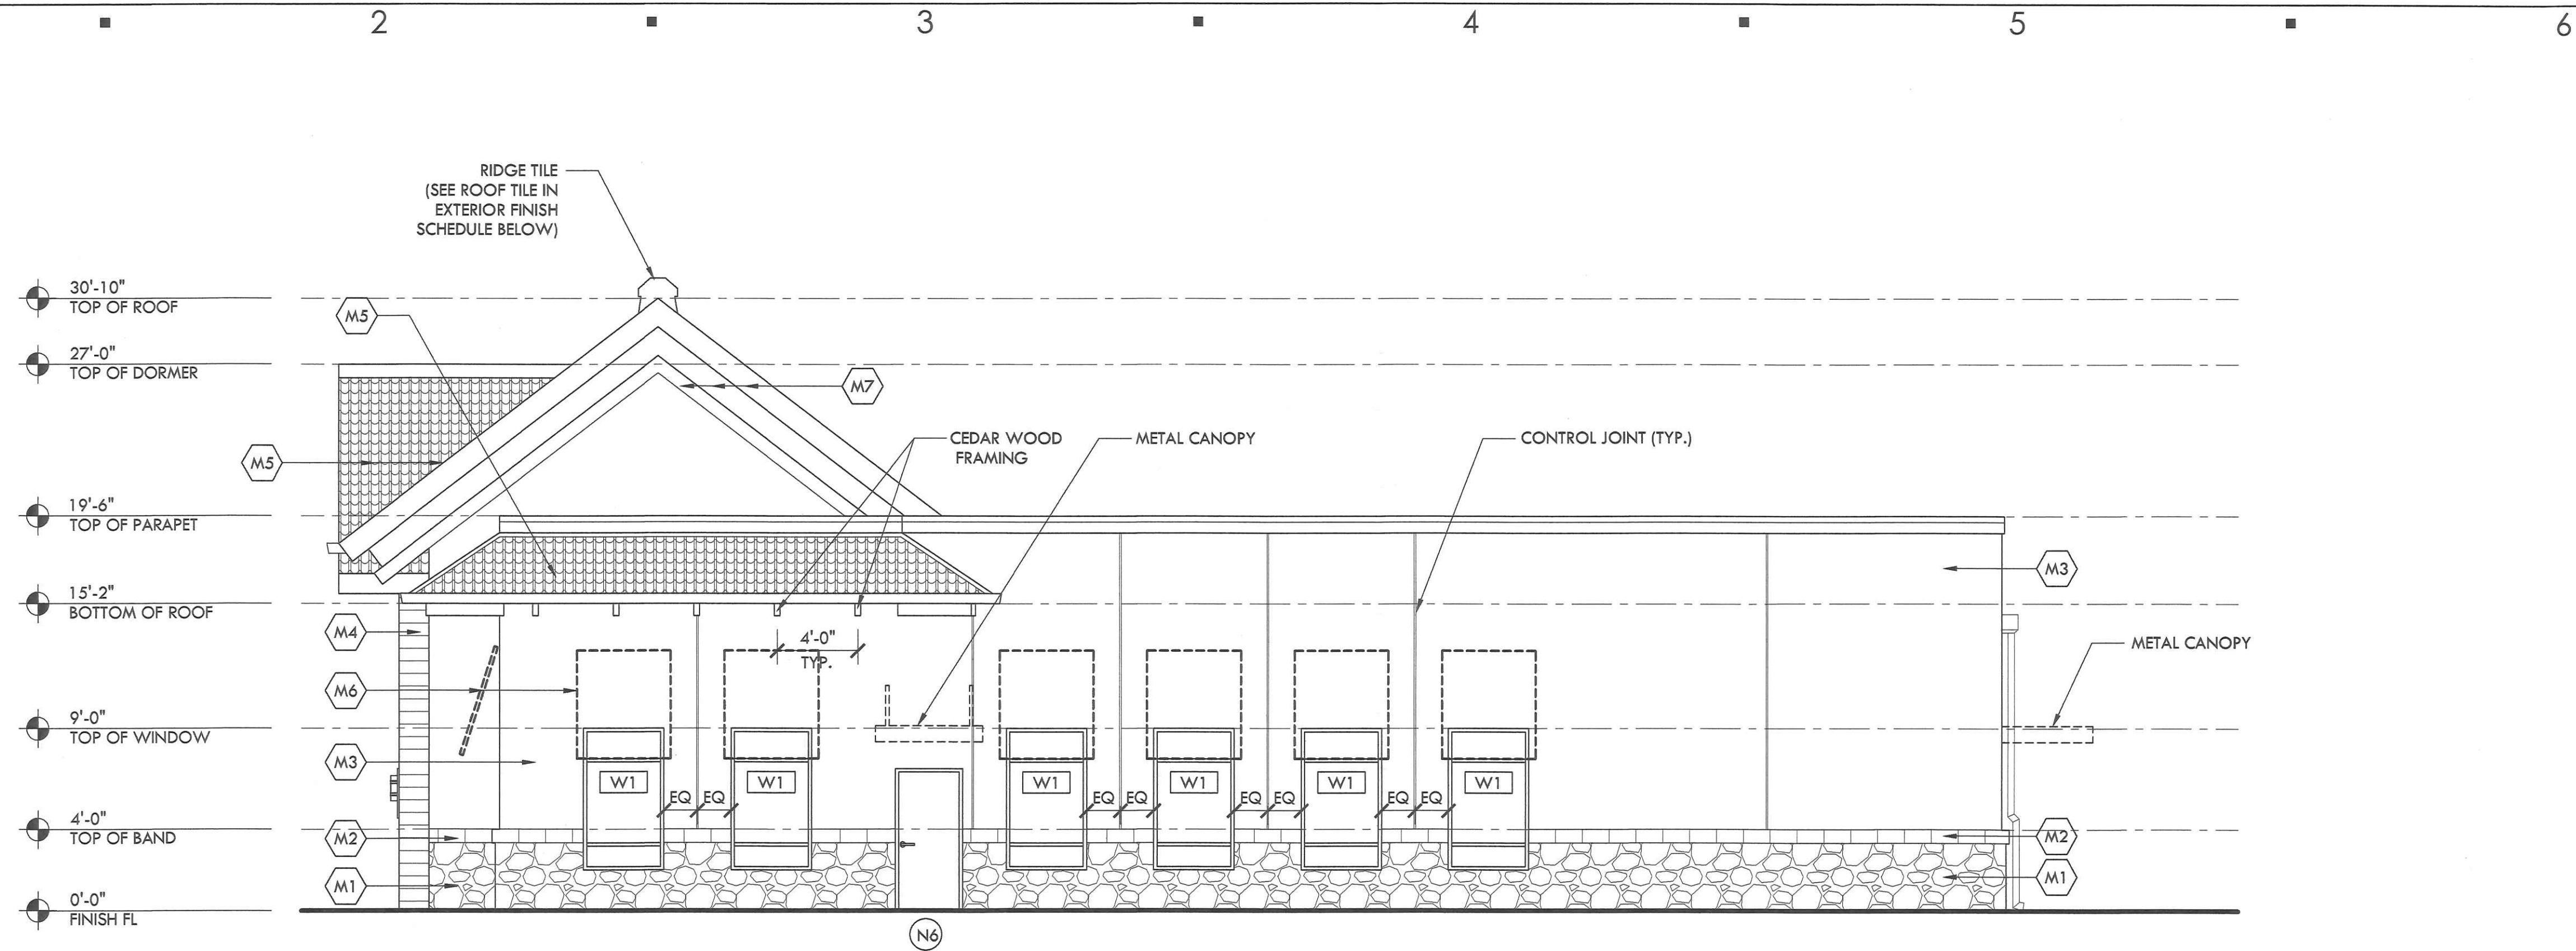 2
3
4
5
6
RIDGE TILE
(SEE ROOF TILE IN
EXTERIOR FINISH
SCHEDULE BELOW)
30'-10"
TOP OF ROOF
M5
27'-0"
TOP OF DORMER
M7
CEDAR WOOD
FRAMING
METAL CANOPY
CONTROL JOINT (TYP.)
M5
19'-6"
TOP OF PARAPET
M3
15'-2"
BOTTOM OF ROOF
M4
4'-0"
TYP.
METAL CANOPY
M6
9'-0"
TOP OF WINDOW
M3
W1
W1
W1
W1
W1
W1
EQ
EQ
EQ
EQ
EQ
EQ
EQ
EQ
4'-0"
TOP OF BAND
M2
M2
M1
M1
0'-0"
FINISH FL
N6